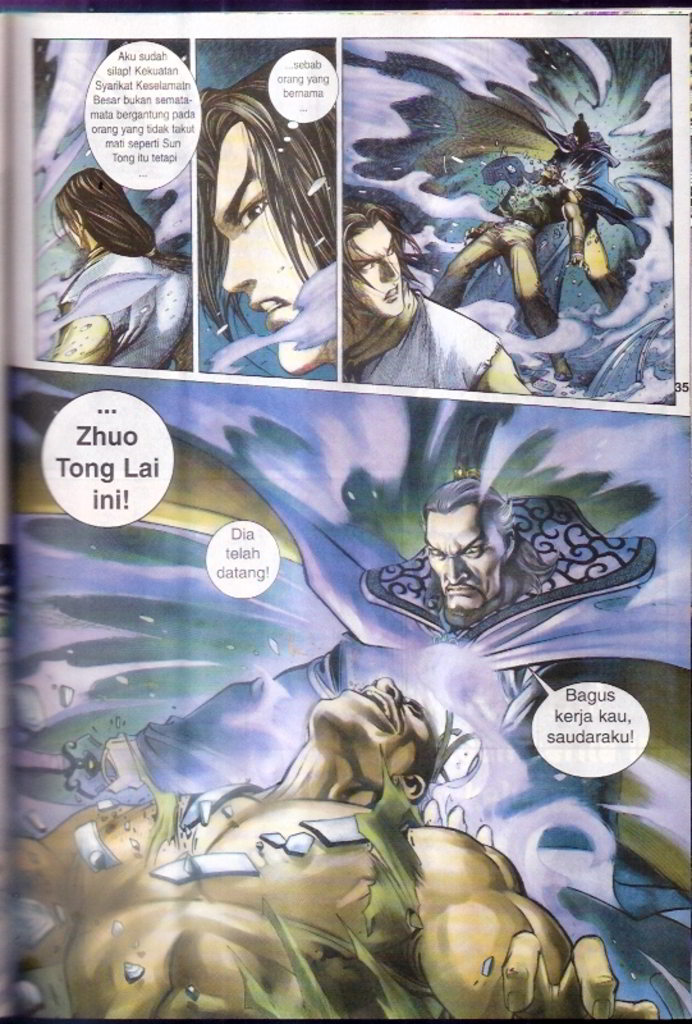 Aku sudah
silap! Kekuatan
Syarikat Keselamatn
Besar bukan semata-
mata bergantung pada
orang yang tidak takut
mati seperti Sun
Tong itu tetapi
...
...sebab
orang yang
bernama
...
35
...
Zhuo
Tong Lai
ini!
Dia
telah
datang!
Bagus
kerja kau,
saudaraku!